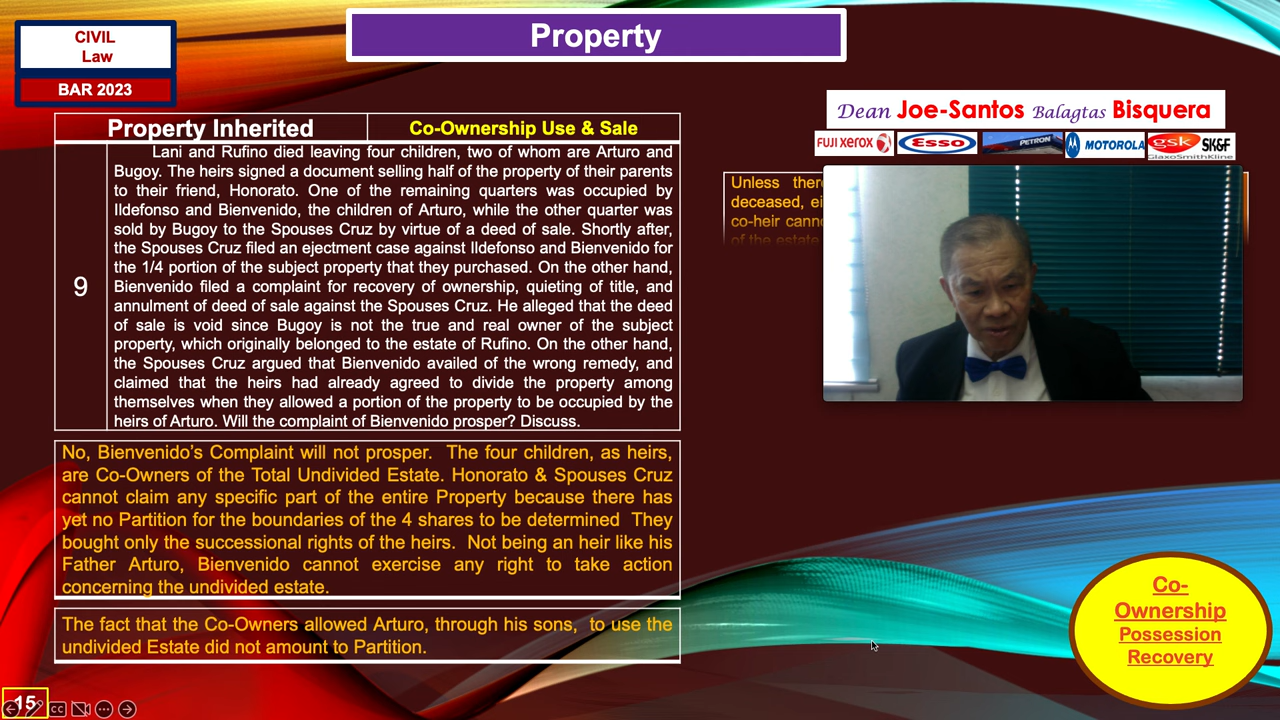 CIVIL
Law
BAR 2023
Property
Dean Joe-Santos Balagtas Bisquera
FUJI XEROX
ESSO
PETRON
MOTOROLA
gsk
SK&F
GlaxoSmithKline
Property Inherited
Co-Ownership Use & Sale
9
Lani and Rufino died leaving four children, two of whom are Arturo and
Bugoy. The heirs signed a document selling half of the property of their parents
to their friend, Honorato. One of the remaining quarters was occupied by
Ildefonso and Bienvenido, the children of Arturo, while the other quarter was
sold by Bugoy to the Spouses Cruz by virtue of a deed of sale. Shortly after,
the Spouses Cruz filed an ejectment case against Ildefonso and Bienvenido for
the 1/4 portion of the subject property that they purchased. On the other hand,
Bienvenido filed a complaint for recovery of ownership, quieting of title, and
annulment of deed of sale against the Spouses Cruz. He alleged that the deed
of sale is void since Bugoy is not the true and real owner of the subject
property, which originally belonged to the estate of Rufino. On the other hand,
the Spouses Cruz argued that Bienvenido availed of the wrong remedy, and
claimed that the heirs had already agreed to divide the property among
themselves when they allowed a portion of the property to be occupied by the
heirs of Arturo. Will the complaint of Bienvenido prosper? Discuss.
No, Bienvenido's Complaint will not prosper. The four children, as heirs,
are Co-Owners of the Total Undivided Estate. Honorato & Spouses Cruz
cannot claim any specific part of the entire Property because there has
yet no Partition for the boundaries of the 4 shares to be determined They
bought only the successional rights of the heirs. Not being an heir like his
Father Arturo, Bienvenido cannot exercise any right to take action
concerning the undivided estate.
The fact that the Co-Owners allowed Arturo, through his sons, to use the
undivided Estate did not amount to Partition.
Unless
deceased,
co-heir
of the estate
Co-
Ownership
Possession
Recovery
15
CC